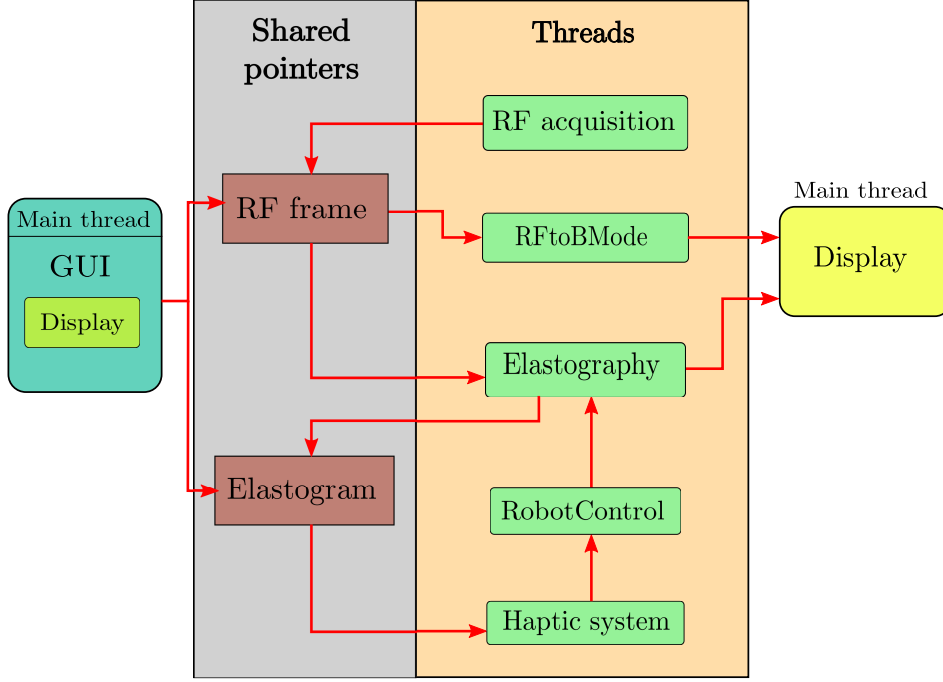 Shared
pointers
Threads
RF acquisition
Main thread
RF frame
Main thread
GUI
RFtoBMode
Display
Display
Elastography
Elastogram
RobotControl
Haptic system